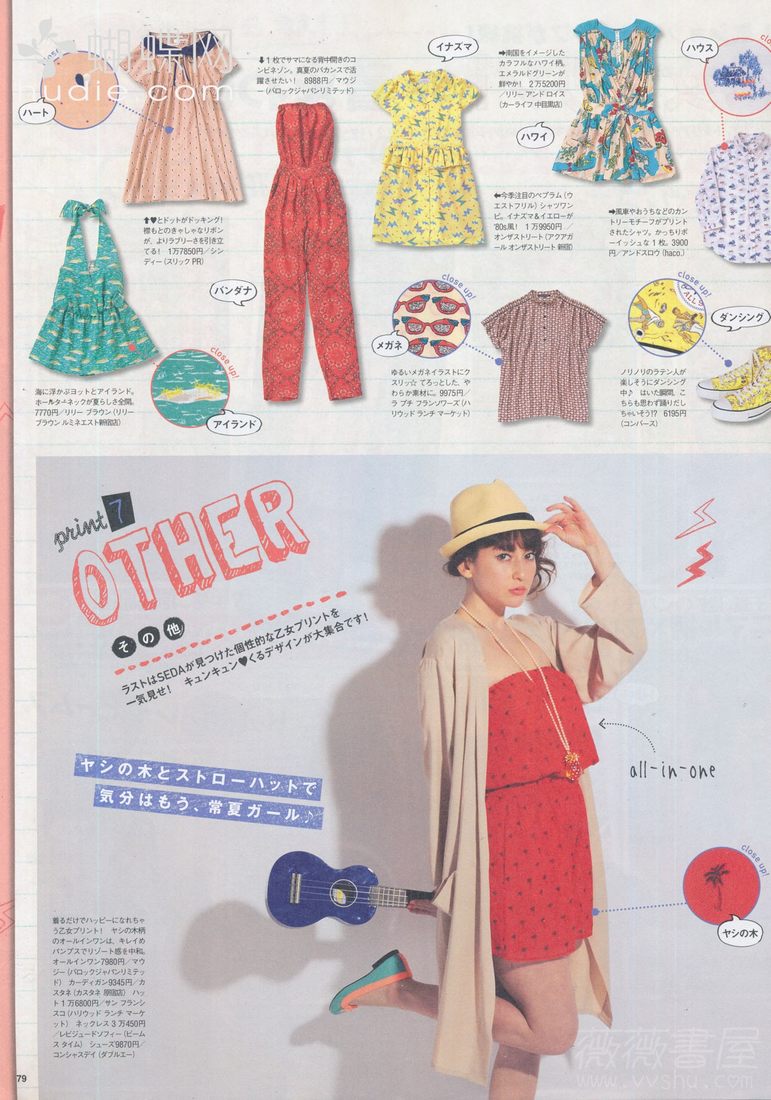 蝴蝶网
hudie.com
close up!
ハート
⬇1枚でサマになる背中開きのコ
ンビネゾン。真夏のバカンスで活
躍させたい! 8988円/マウジ
ー(バロックジャパンリミテッド)
イナズマ
➡南国をイメージした
カラフルなハワイ柄。
エメラルドグリーンが
鮮やか! 2万5200円
/リリー アンド ロイス
(カーライフ 中目黒店)
ハワイ
close up!
ハウス
⬆♥とドットがドッキング!
襟もとのきゃしゃなリボン
が、よりラブリーさを引き立
てる! 1万7850円/シン
ディー(スリックPR)
⬅今季注目のペプラム(ウ
エストフリル)シャツワン
ピ。イナズマ&イエローが
'80s風! 1万9950円/
オンザストリート(アクアガ
ール オンザストリート 新宿)
➡風車やおうちなどのカン
トリーモチーフがプリント
されたシャツ。かっちりボ
ーイッシュな1枚。3900
円/アンドスロウ(haco.)
バンダナ
close up!
メガネ
ゆるいメガネイラストにク
スリッ☆ てろっとした、や
わらか素材に。9975円/
ラ プチ フランソワーズ(ハ
リウッド ランチ マーケット)
close up!
ALL
ダンシング
ノリノリのラテン人が
楽しそうにダンシング
中♪ はいた瞬間、こ
ちらも思わず踊りだし
ちゃいそう!? 6195円
(コンバース)
海に浮かぶヨットとアイランド。
ホールターネックが夏らしさ全開。
7770円/リリー ブラウン(リリー
ブラウン ルミネエスト新宿店)
close up!
アイランド
print 7
OTHER
その他
ラストはSEDAが見つけた個性的な乙女プリントを
一気見せ! キュンキュン♥くるデザインが大集合です!
ヤシの木とストローハットで
気分はもう、常夏ガール♪
all-in-one
close up!
ヤシの木
着るだけでハッピーになれちゃ
う乙女プリント! ヤシの木柄
のオールインワンは、キレイめ
パンプスでリゾート感を中和。
オールインワン7980円/マウ
ジー(バロックジャパンリミテッ
ド) カーディガン9345円/カ
スタネ(カスタネ 原宿店) ハッ
ト1万6800円/サン フランシ
スコ(ハリウッド ランチ マーケ
ット) ネックレス3万450円
/レビジュードソフィー(ビーム
ス タイム) シューズ9870円/
コンシャスデイ(ダブルエー)
79
薇薇書屋
www.vvshu.com